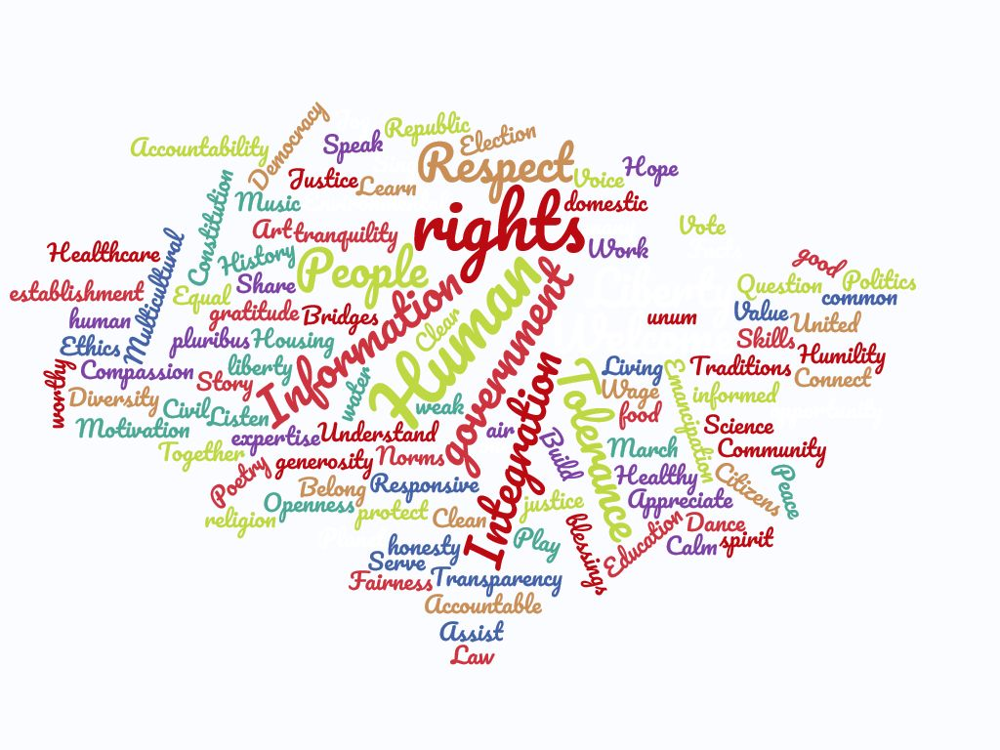 Democracy
Republic
Election
Accountability
Speak
Respect
Hope
Justice
Learn
Voice
Constitution
Music
rights
domestic
Vote
Art
tranquility
Work
Healthcare
Multicultural
History
People
good
establishment
Equal
Share
Information
Human
government
Question
Politics
common
human
gratitude
Bridges
Clear
unum
Value
United
Ethics
pluribus
Housing
Skills
Humility
worthy
Compassion
liberty
Story
water
Integration
Tolerance
Living
Emancipation
Traditions
Connect
Diversity
Civil
Listen
weak
Wage
food
informed
Motivation
expertise
Understand
air
Build
Science
Together
Poetry
generosity
Norms
March
Community
Belong
Responsive
Healthy
Citizens
Peace
Openness
protect
Clean
justice
Appreciate
religion
blessings
Education
Dance
honesty
Play
Calm
spirit
Serve
Fairness
Transparency
Accountable
Assist
Law
Liberty
Welcome
opportunity